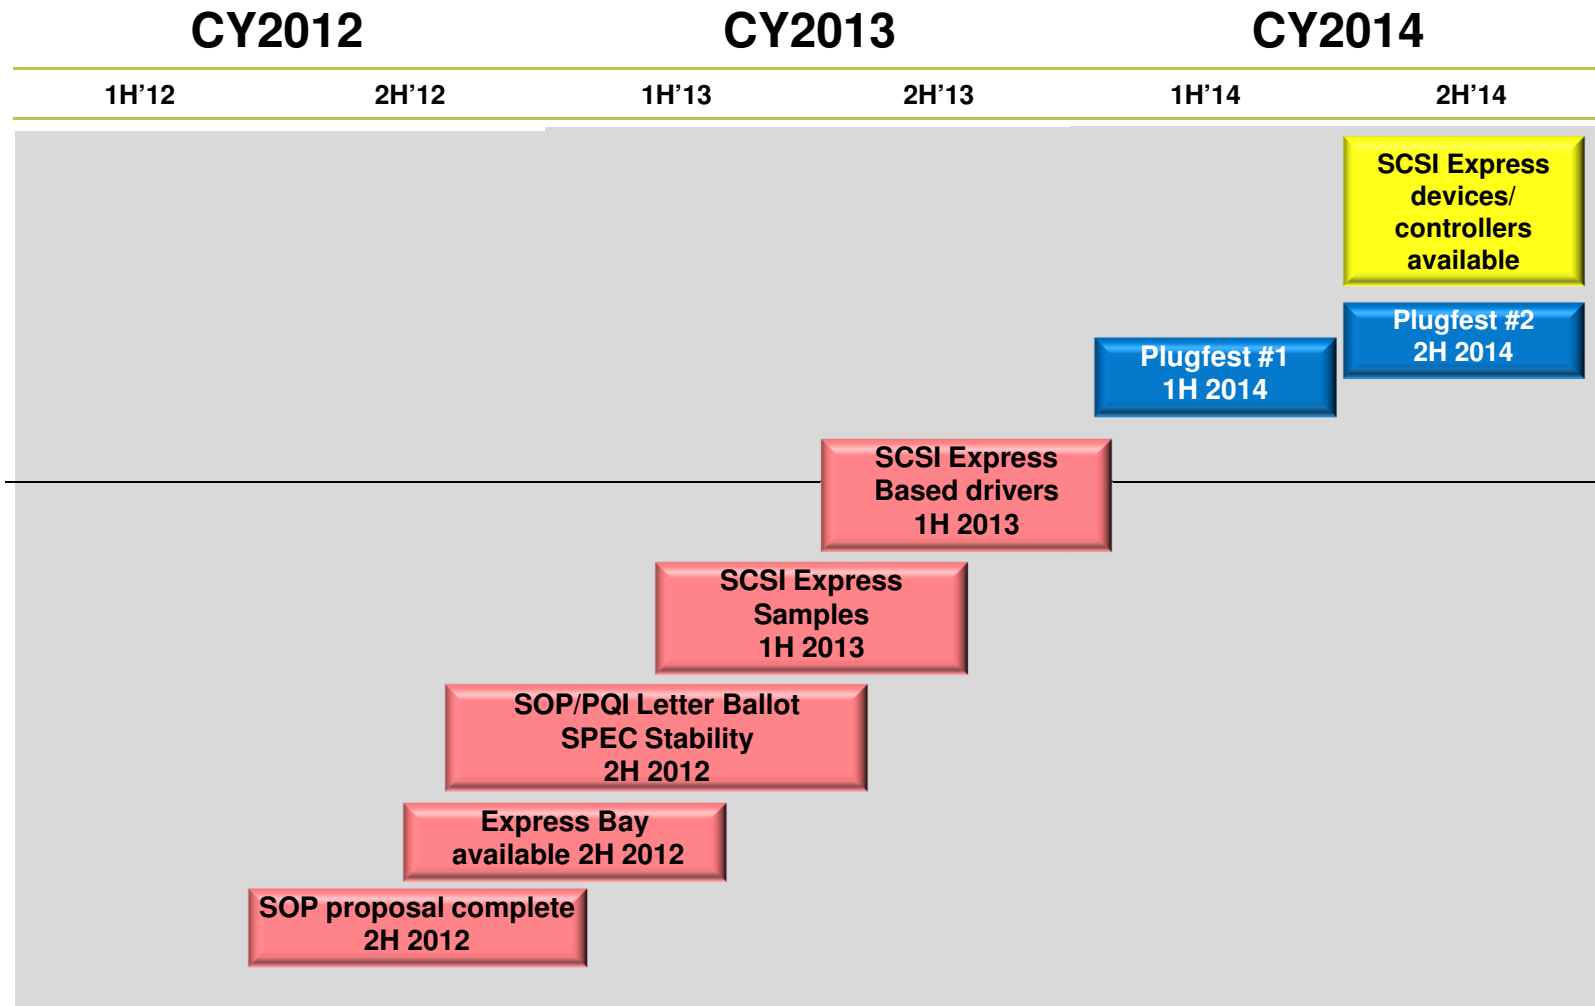 CY2012 CY2013 CY2014
1H'12 2H'12 1H'13 2H'13 1H'14 2H'14
SCSI Express
devices/
controllers
available
Plugfest #2
2H 2014
Plugfest #1
1H 2014
SCSI Express
Based drivers
1H 2013
SCSI Express
Samples
1H 2013
SOP/PQI Letter Ballot
SPEC Stability
2H 2012
Express Bay
available 2H 2012
SOP proposal complete
2H 2012